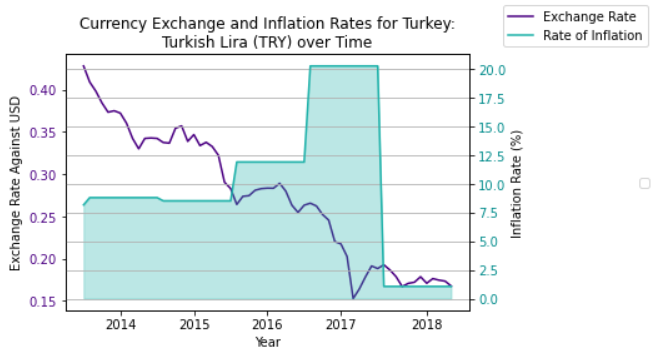 Currency Exchange and Inflation Rates for Turkey:
Turkish Lira (TRY) over Time
Exchange Rate
Rate of Inflation
Exchange Rate Against USD
0.40
0.35
0.30
0.25
0.20
0.15
20.0
17.5
15.0
12.5
10.0
7.5
5.0
2.5
0.0
Inflation Rate (%)
2014 2015 2016 2017 2018
Year